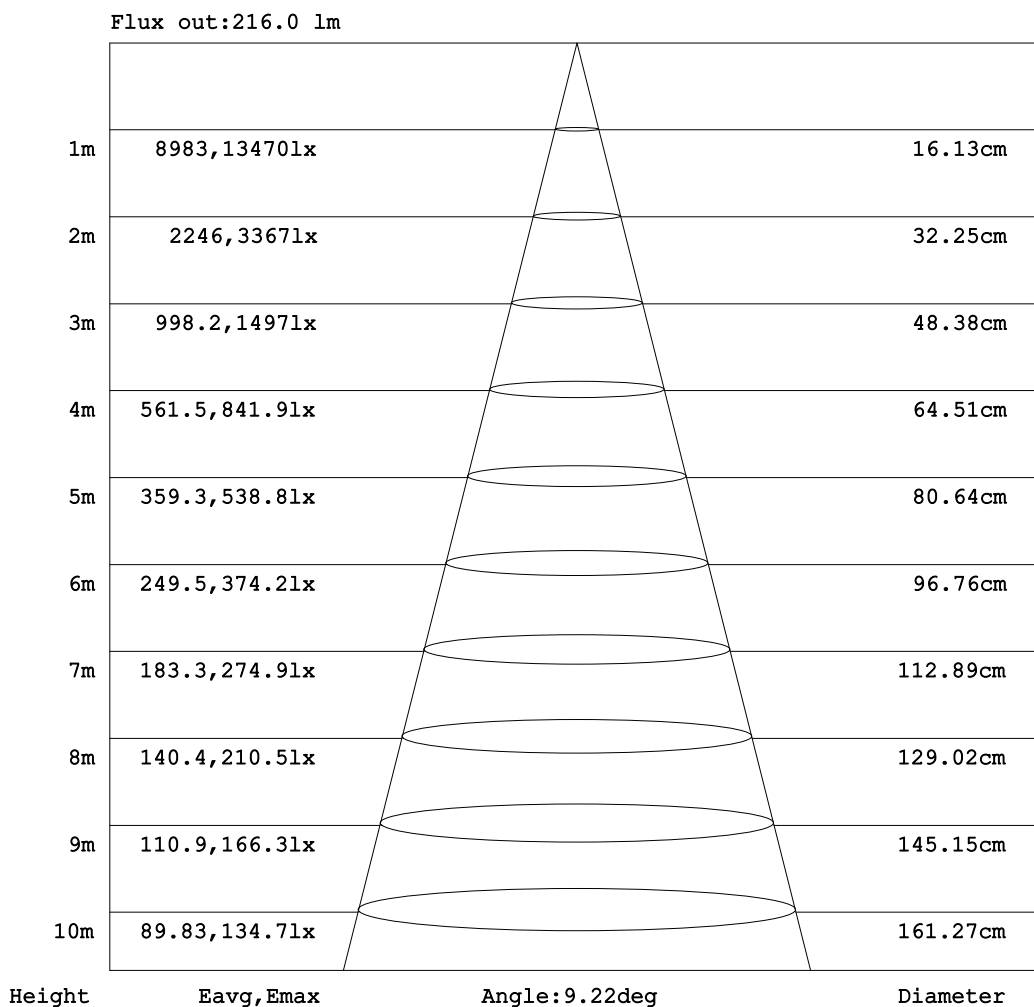 Flux out:216.0 lm
1m 8983,13470lx 16.13cm
2m 2246,3367lx 32.25cm
3m 998.2,1497lx 48.38cm
4m 561.5,841.9lx 64.51cm
5m 359.3,538.8lx 80.64cm
6m 249.5,374.2lx 96.76cm
7m 183.3,274.9lx 112.89cm
8m 140.4,210.5lx 129.02cm
9m 110.9,166.3lx 145.15cm
10m 89.83,134.7lx 161.27cm
Height Eavg,Emax Angle:9.22deg Diameter